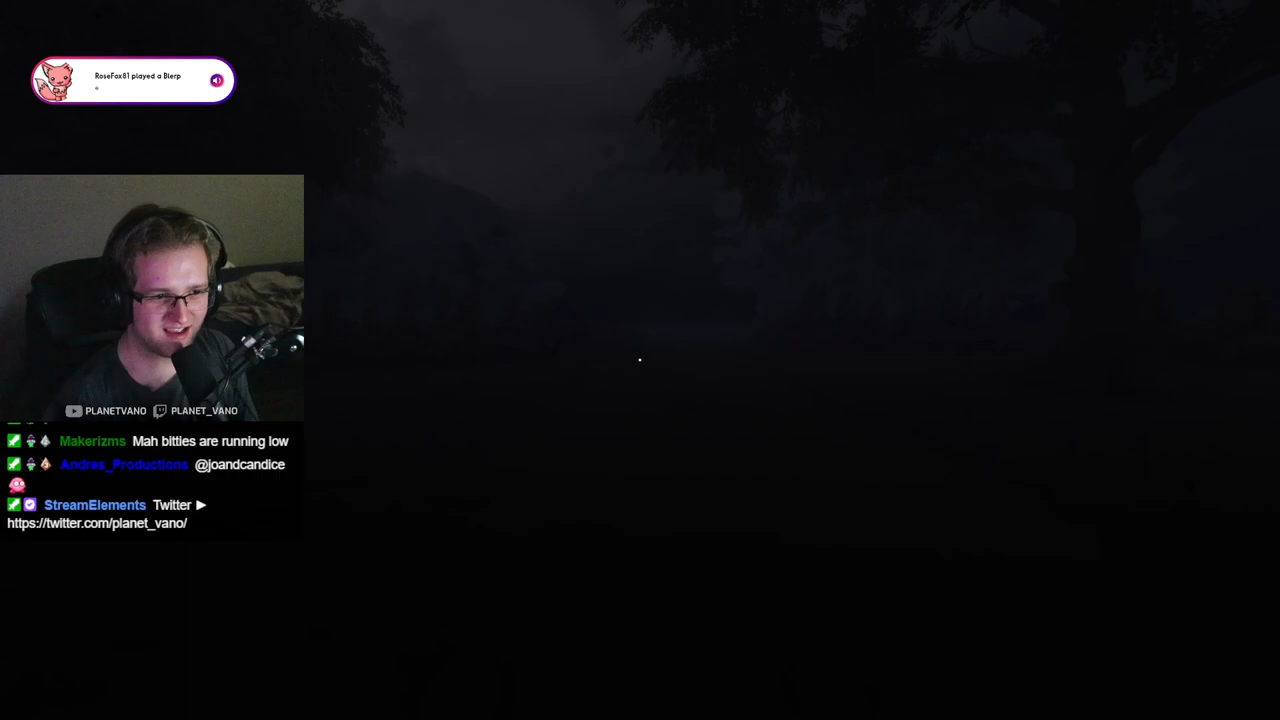 RoseFox81 played a Blerp
PLANETVANO PLANET_VANO
Makerizms Mah bitties are running low
Andres_Productions @joandcandice
StreamElements Twitter ►
https://twitter.com/planet_vano/